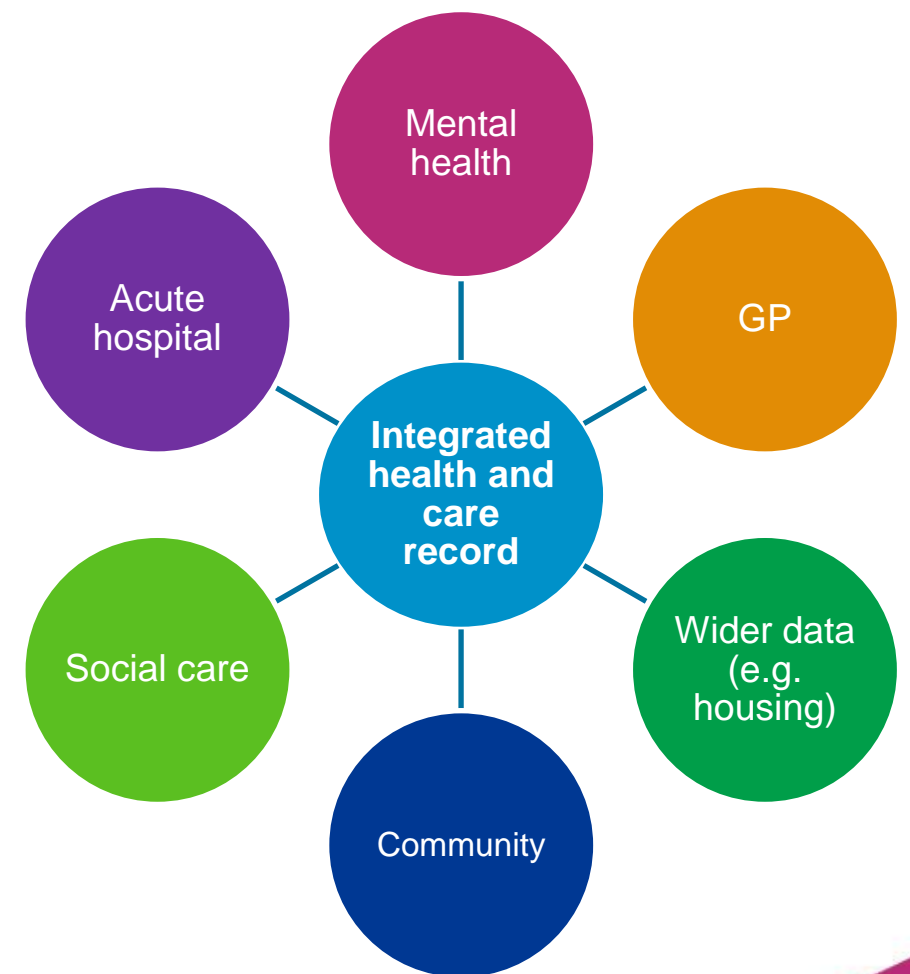 Mental
health
Acute
hospital
GP
Integrated
health and
care
record
Social care
Wider data
(e.g.
housing)
Community